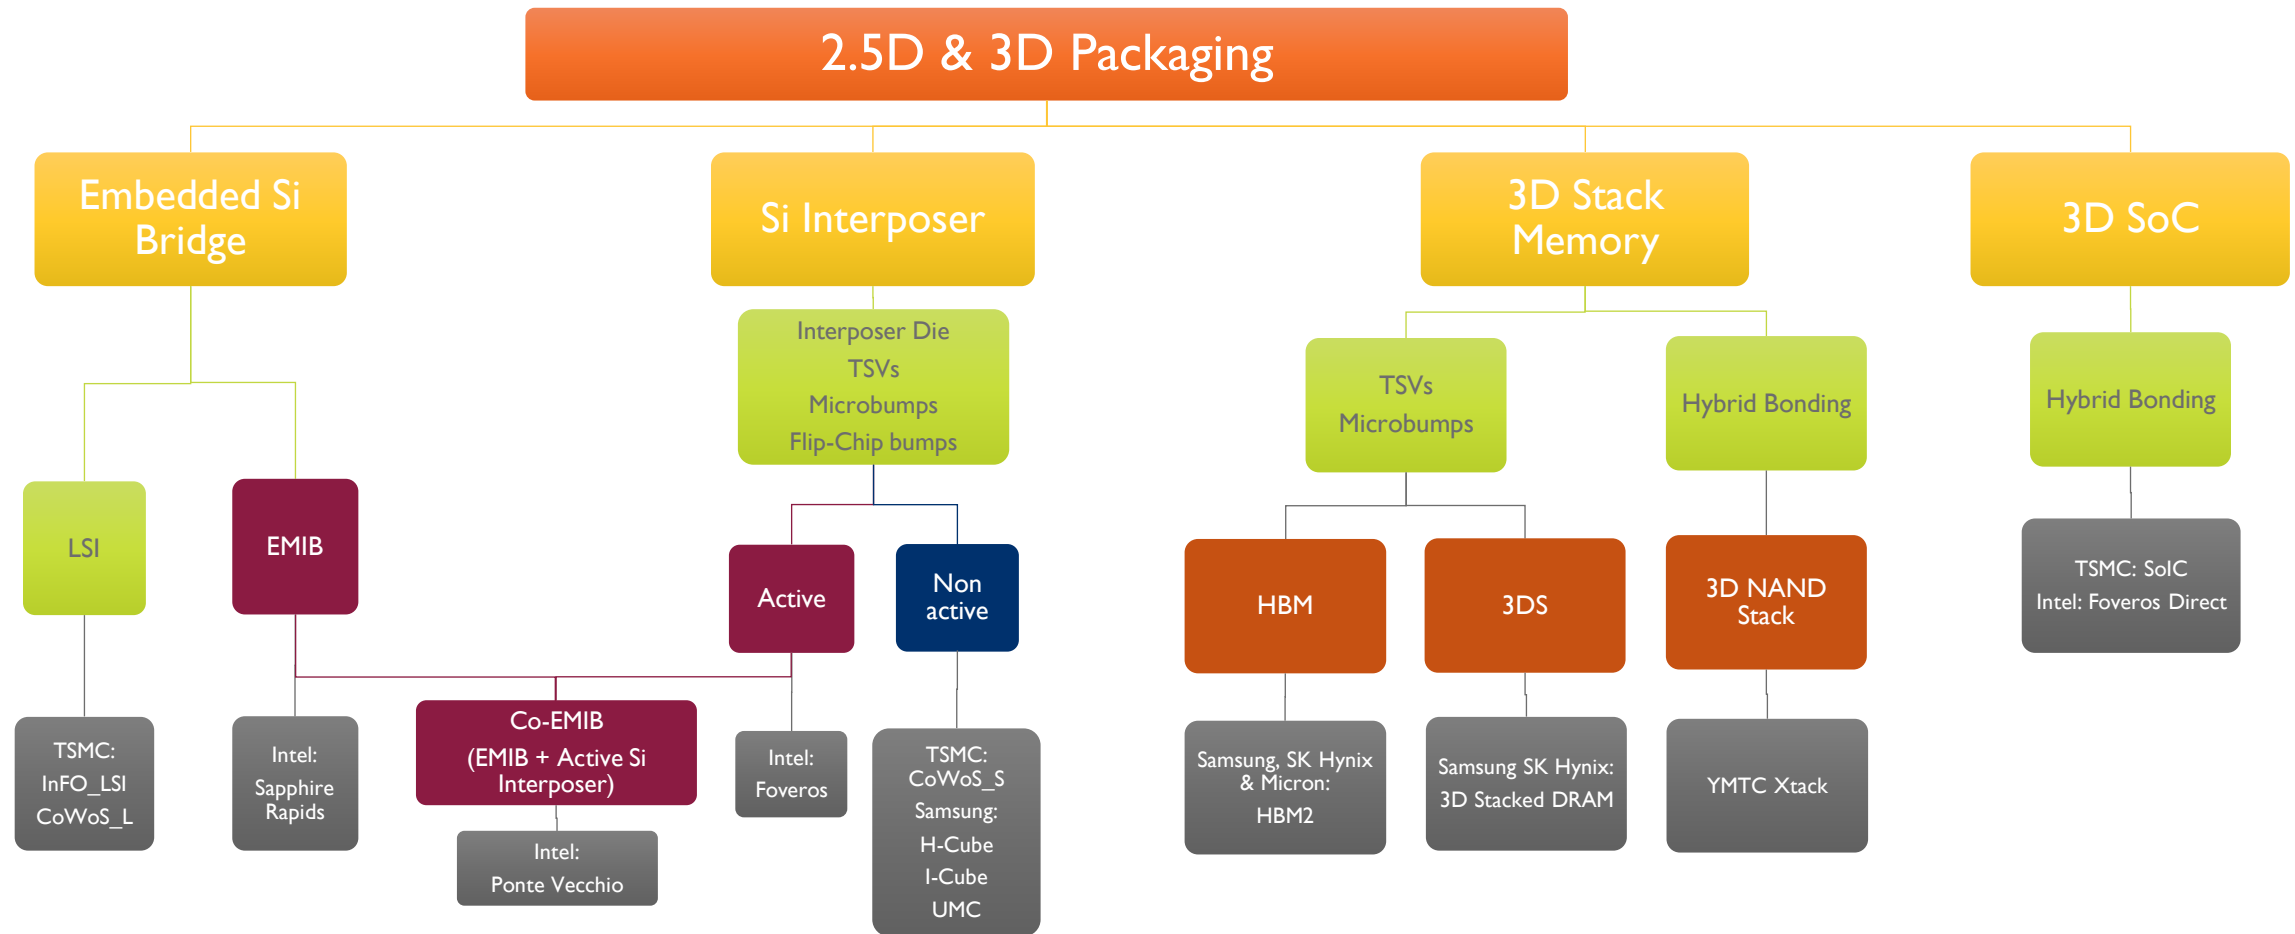 2.5D & 3D Packaging
Embedded Si
Bridge
Si Interposer
3D Stack
Memory
3D SoC
Interposer Die
TSVs
Microbumps
Flip-Chip bumps
TSVs
Microbumps
Hybrid Bonding
Hybrid Bonding
LSI
EMIB
Active
Non
active
HBM
3DS
3D NAND
Stack
TSMC: SoIC
Intel: Foveros Direct
TSMC:
InFO_LSI
CoWoS_L
Intel:
Sapphire
Rapids
Co-EMIB
(EMIB + Active Si
Interposer)
Intel:
Ponte Vecchio
Intel:
Foveros
TSMC:
CoWoS_S
Samsung:
H-Cube
I-Cube
UMC
Samsung, SK Hynix
& Micron:
HBM2
Samsung SK Hynix:
3D Stacked DRAM
YMTC Xtack